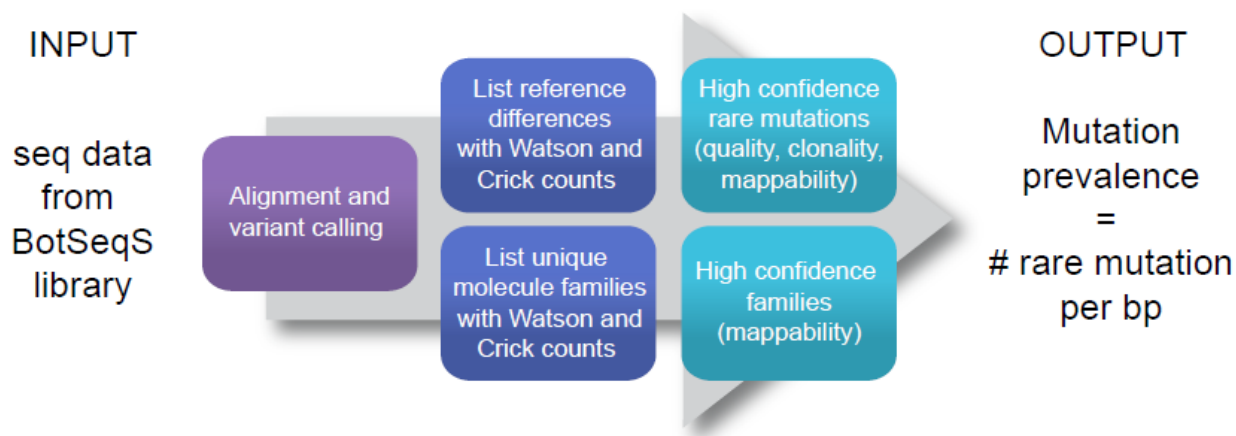 INPUT
seq data
from
BotSeqS
library
Alignment and
variant calling
List reference
differences
with Watson and
Crick counts
List unique
molecule families
with Watson and
Crick counts
High confidence
rare mutations
(quality, clonality,
mappability)
High confidence
families
(mappability)
OUTPUT
Mutation
prevalence
=
# rare mutation
per bp